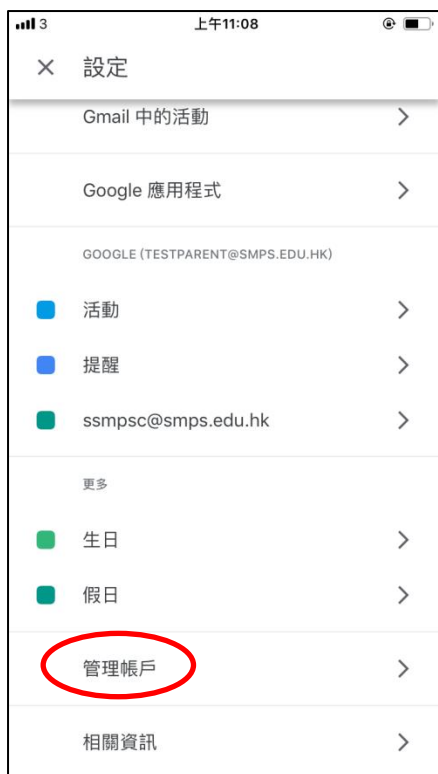 3 上午11:08
設定
Gmail 中的活動
Google 應用程式
GOOGLE (TESTPARENT@SMPS.EDU.HK)
活動
提醒
ssmpsc@smps.edu.hk
更多
生日
假日
管理帳戶
相關資訊